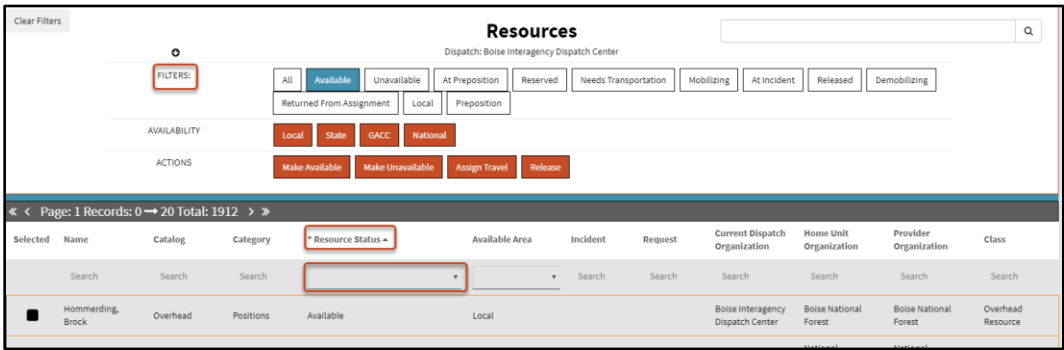 Clear Filters
Resources
Dispatch: Boise Interagency Dispatch Center
FILTERS:
All Available Unavailable At Preposition Reserved Needs Transportation Mobilizing At Incident Released Demobilizing
Returned From Assignment Local Preposition
AVAILABILITY
Local State GACC National
ACTIONS
Make Available Make Unavailable Assign Travel Release
« < Page: 1 Records: 0 → 20 Total: 1912 > »
Selected Name Catalog Category * Resource Status Available Area Incident Request Current Dispatch Organization Home Unit Organization Provider Organization Class
Search Search Search Search Search Search Search Search Search
Hommerding, Brock Overhead Positions Available Local Boise Interagency Dispatch Center Boise National Forest Boise National Forest Overhead Resource
National National